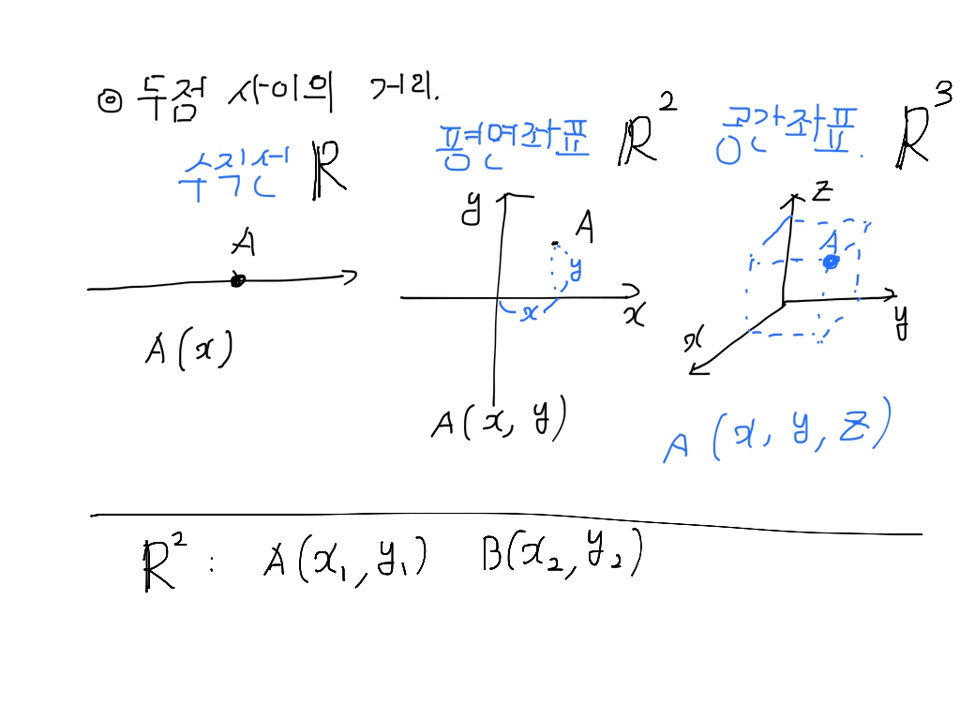 ⊙ 두점 사이의 거리.
수직선 ℝ 평면좌표 ℝ² 공간좌표. ℝ³
A
y A
y
x
x
z
A
y
x
A(x)
A(x, y)
A(x, y, z)
ℝ² : A(x₁, y₁) B(x₂, y₂)